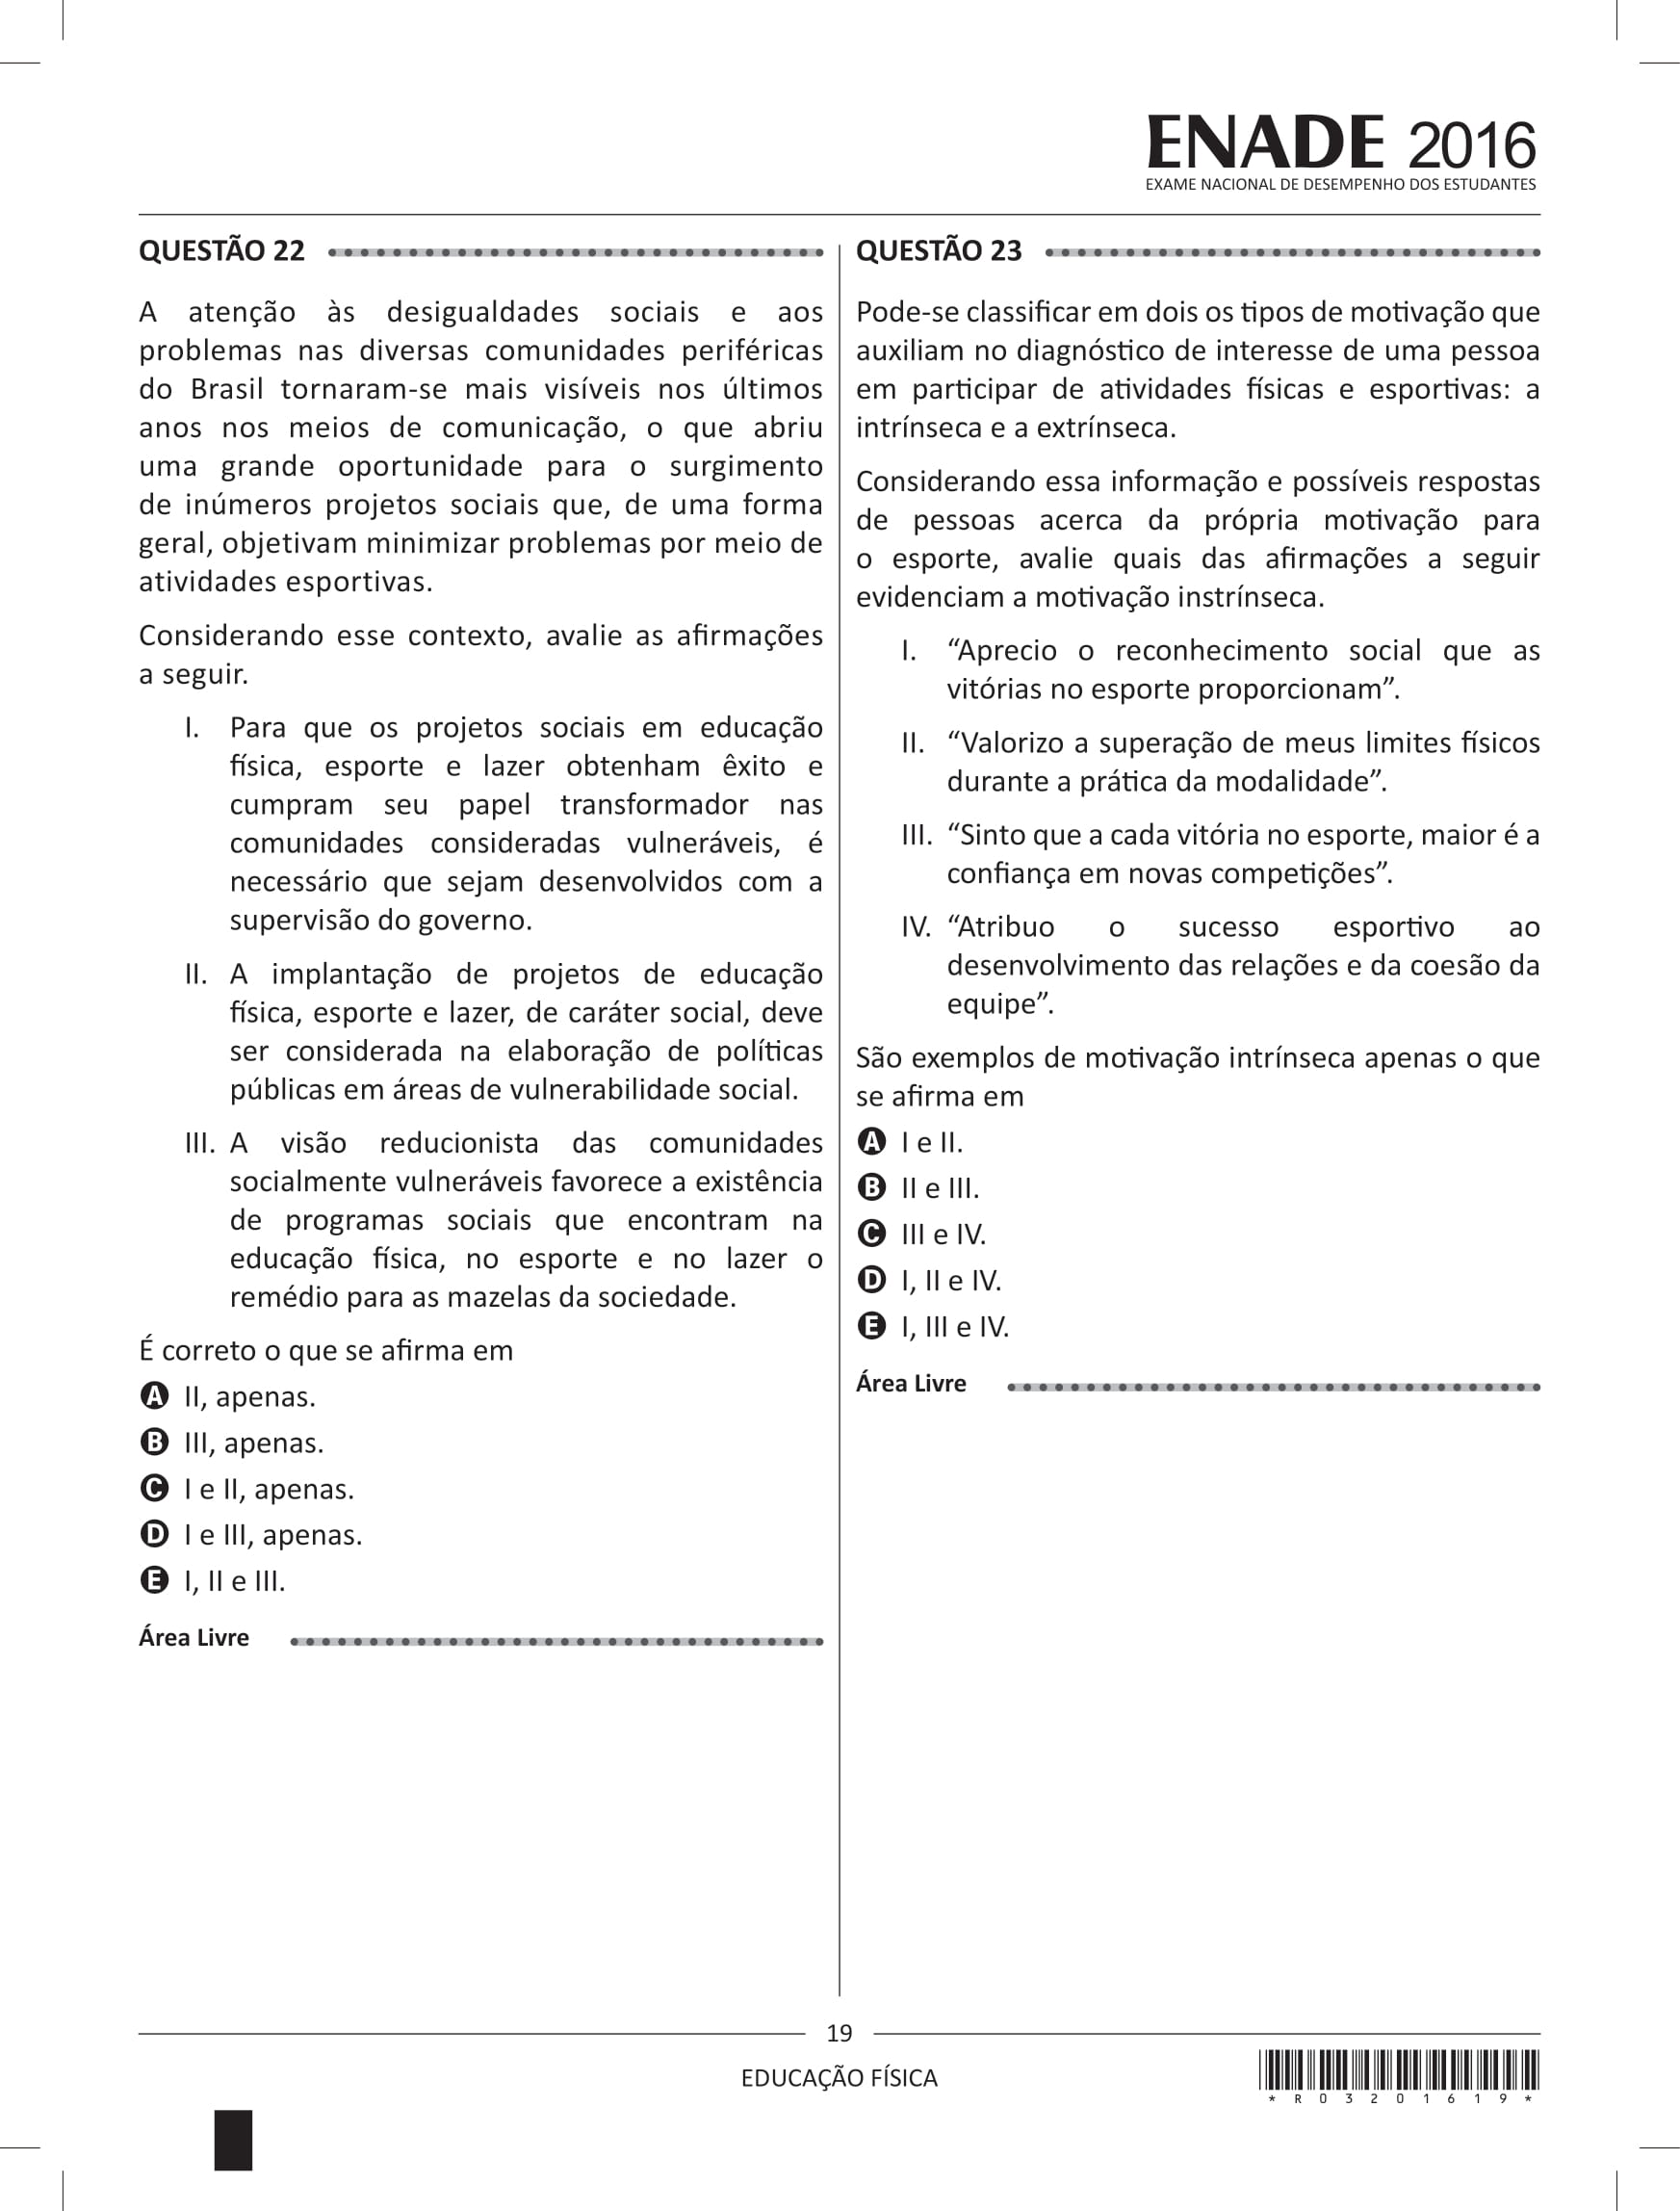 ENADE 2016
EXAME NACIONAL DE DESEMPENHO DOS ESTUDANTES
QUESTÃO 22
A atenção às desigualdades sociais e aos
problemas nas diversas comunidades periféricas
do Brasil tornaram-se mais visíveis nos últimos
anos nos meios de comunicação, o que abriu
uma grande oportunidade para o surgimento
de inúmeros projetos sociais que, de uma forma
geral, objetivam minimizar problemas por meio de
atividades esportivas.
Considerando esse contexto, avalie as afirmações
a seguir.
I. Para que os projetos sociais em educação
física, esporte e lazer obtenham êxito e
cumpram seu papel transformador nas
comunidades consideradas vulneráveis, é
necessário que sejam desenvolvidos com a
supervisão do governo.
II. A implantação de projetos de educação
física, esporte e lazer, de caráter social, deve
ser considerada na elaboração de políticas
públicas em áreas de vulnerabilidade social.
III. A visão reducionista das comunidades
socialmente vulneráveis favorece a existência
de programas sociais que encontram na
educação física, no esporte e no lazer o
remédio para as mazelas da sociedade.
É correto o que se afirma em
A II, apenas.
B III, apenas.
C I e II, apenas.
D I e III, apenas.
E I, II e III.
Área Livre
QUESTÃO 23
Pode-se classificar em dois os tipos de motivação que
auxiliam no diagnóstico de interesse de uma pessoa
em participar de atividades físicas e esportivas: a
intrínseca e a extrínseca.
Considerando essa informação e possíveis respostas
de pessoas acerca da própria motivação para
o esporte, avalie quais das afirmações a seguir
evidenciam a motivação instrínseca.
I. “Aprecio o reconhecimento social que as
vitórias no esporte proporcionam”.
II. “Valorizo a superação de meus limites físicos
durante a prática da modalidade”.
III. “Sinto que a cada vitória no esporte, maior é a
confiança em novas competições”.
IV. “Atribuo o sucesso esportivo ao
desenvolvimento das relações e da coesão da
equipe”.
São exemplos de motivação intrínseca apenas o que
se afirma em
A I e II.
B II e III.
C III e IV.
D I, II e IV.
E I, III e IV.
Área Livre
19
EDUCAÇÃO FÍSICA
* R 0 3 2 0 1 6 1 9 *